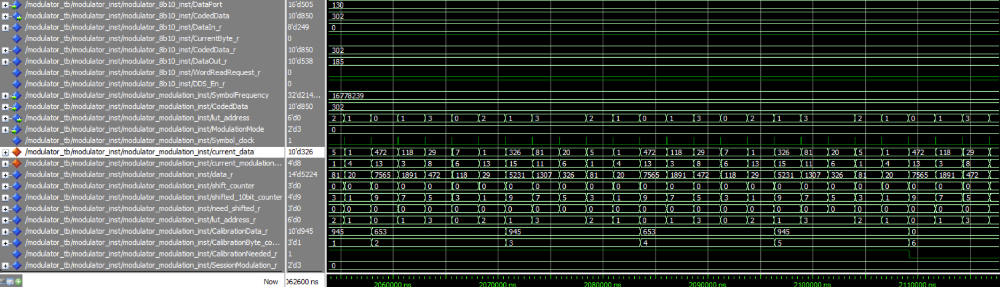 /modulator_tb/modulator_inst/modulator_8b10_inst/DataPort 16'd505 130
/modulator_tb/modulator_inst/modulator_8b10_inst/CodedData 10'd850 302
/modulator_tb/modulator_inst/modulator_8b10_inst/DataIn_r 8'd249 0
/modulator_tb/modulator_inst/modulator_8b10_inst/CurrentByte_r 0
/modulator_tb/modulator_inst/modulator_8b10_inst/CodedData_r 10'd850 302
/modulator_tb/modulator_inst/modulator_8b10_inst/DataOut_r 10'd538 185
/modulator_tb/modulator_inst/modulator_8b10_inst/WordReadRequest_r 0
/modulator_tb/modulator_inst/modulator_8b10_inst/DDS_En_r 0
/modulator_tb/modulator_inst/modulator_modulation_inst/SymbolFrequency 32'd214... 16778239
/modulator_tb/modulator_inst/modulator_modulation_inst/CodedData 10'd850 302
/modulator_tb/modulator_inst/modulator_modulation_inst/lut_address 6'd0 2 1 0 1 3 0 2 1 3 2 1 0 1 3 0 2 1 3 2 1 0 1 3
/modulator_tb/modulator_inst/modulator_modulation_inst/ModulationMode 2'd3 0
/modulator_tb/modulator_inst/modulator_modulation_inst/Symbol_clock 1
/modulator_tb/modulator_inst/modulator_modulation_inst/current_data 10'd326 5 1 472 118 29 7 1 326 81 20 5 1 472 118 29 7 1 326 81 20 5 1 472 118 29
/modulator_tb/modulator_inst/modulator_modulation_inst/current_modulation... 4'd8 1 4 13 3 8 6 13 15 11 6 1 4 13 3 8 6 13 15 11 6 1 4 13 3 8
/modulator_tb/modulator_inst/modulator_modulation_inst/data_r 14'd5224 81 20 7565 1891 472 118 29 5231 1307 326 81 20 7565 1891 472 118 29 5231 1307 326 81 20 7565 1891 472
/modulator_tb/modulator_inst/modulator_modulation_inst/shift_counter 3'd0 0 0 0 0 0 0 0 0 0 0 0 0 0 0 0 0 0 0 0 0 0 0 0 0 0
/modulator_tb/modulator_inst/modulator_modulation_inst/shifted_10bit_counter 4'd9 3 1 9 7 5 3 1 9 7 5 3 1 9 7 5 3 1 9 7 5 3 1 9 7 5
/modulator_tb/modulator_inst/modulator_modulation_inst/need_shifted_r 3'd0 0 0 0 0 0 0 0 0 0 0 0 0 0 0 0 0 0 0 0 0 0 0 0 0 0
/modulator_tb/modulator_inst/modulator_modulation_inst/lut_address_r 6'd0 2 1 0 1 3 0 2 1 3 2 1 0 1 3 0 2 1 3 2 1 0 1 3
/modulator_tb/modulator_inst/modulator_modulation_inst/CalibrationData_r 10'd945 945 653 945 653 945 0
/modulator_tb/modulator_inst/modulator_modulation_inst/CalibrationByte_co... 3'd1 1 2 3 4 5 6
/modulator_tb/modulator_inst/modulator_modulation_inst/CalibrationNeeded_r 1
/modulator_tb/modulator_inst/modulator_modulation_inst/SessionModulation_r 2'd3 0
Now 062600 ns 2060000 ns 2070000 ns 2080000 ns 2090000 ns 2100000 ns 2110000 ns